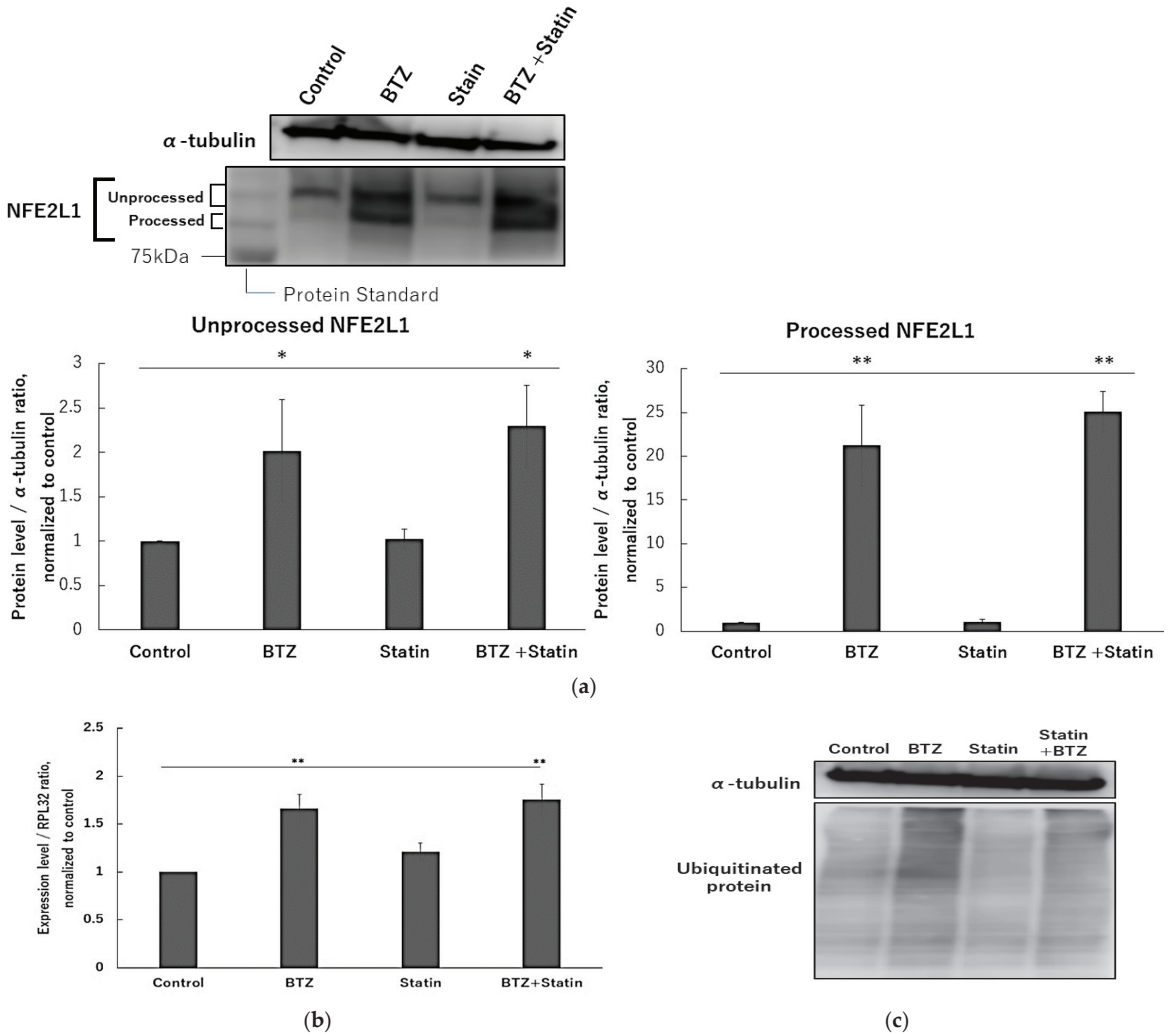 Control
BTZ
Stain
BTZ +Statin
α-tubulin
NFE2L1
Unprocessed
Processed
75kDa
Protein Standard
Unprocessed NFE2L1
Protein level / α-tubulin ratio,
normalized to control
3
2.5
2
1.5
1
0.5
0
*
*
Control
BTZ
Statin
BTZ +Statin
Processed NFE2L1
Protein level / α-tubulin ratio,
normalized to control
30
25
20
15
10
5
0
**
**
Control
BTZ
Statin
BTZ +Statin
(a)
Expression level / RPL32 ratio,
normalized to control
2.5
2
1.5
1
0.5
0
**
**
Control
BTZ
Statin
BTZ+Statin
(b)
Control
BTZ
Statin
Statin
+BTZ
α-tubulin
Ubiquitinated
protein
(c)